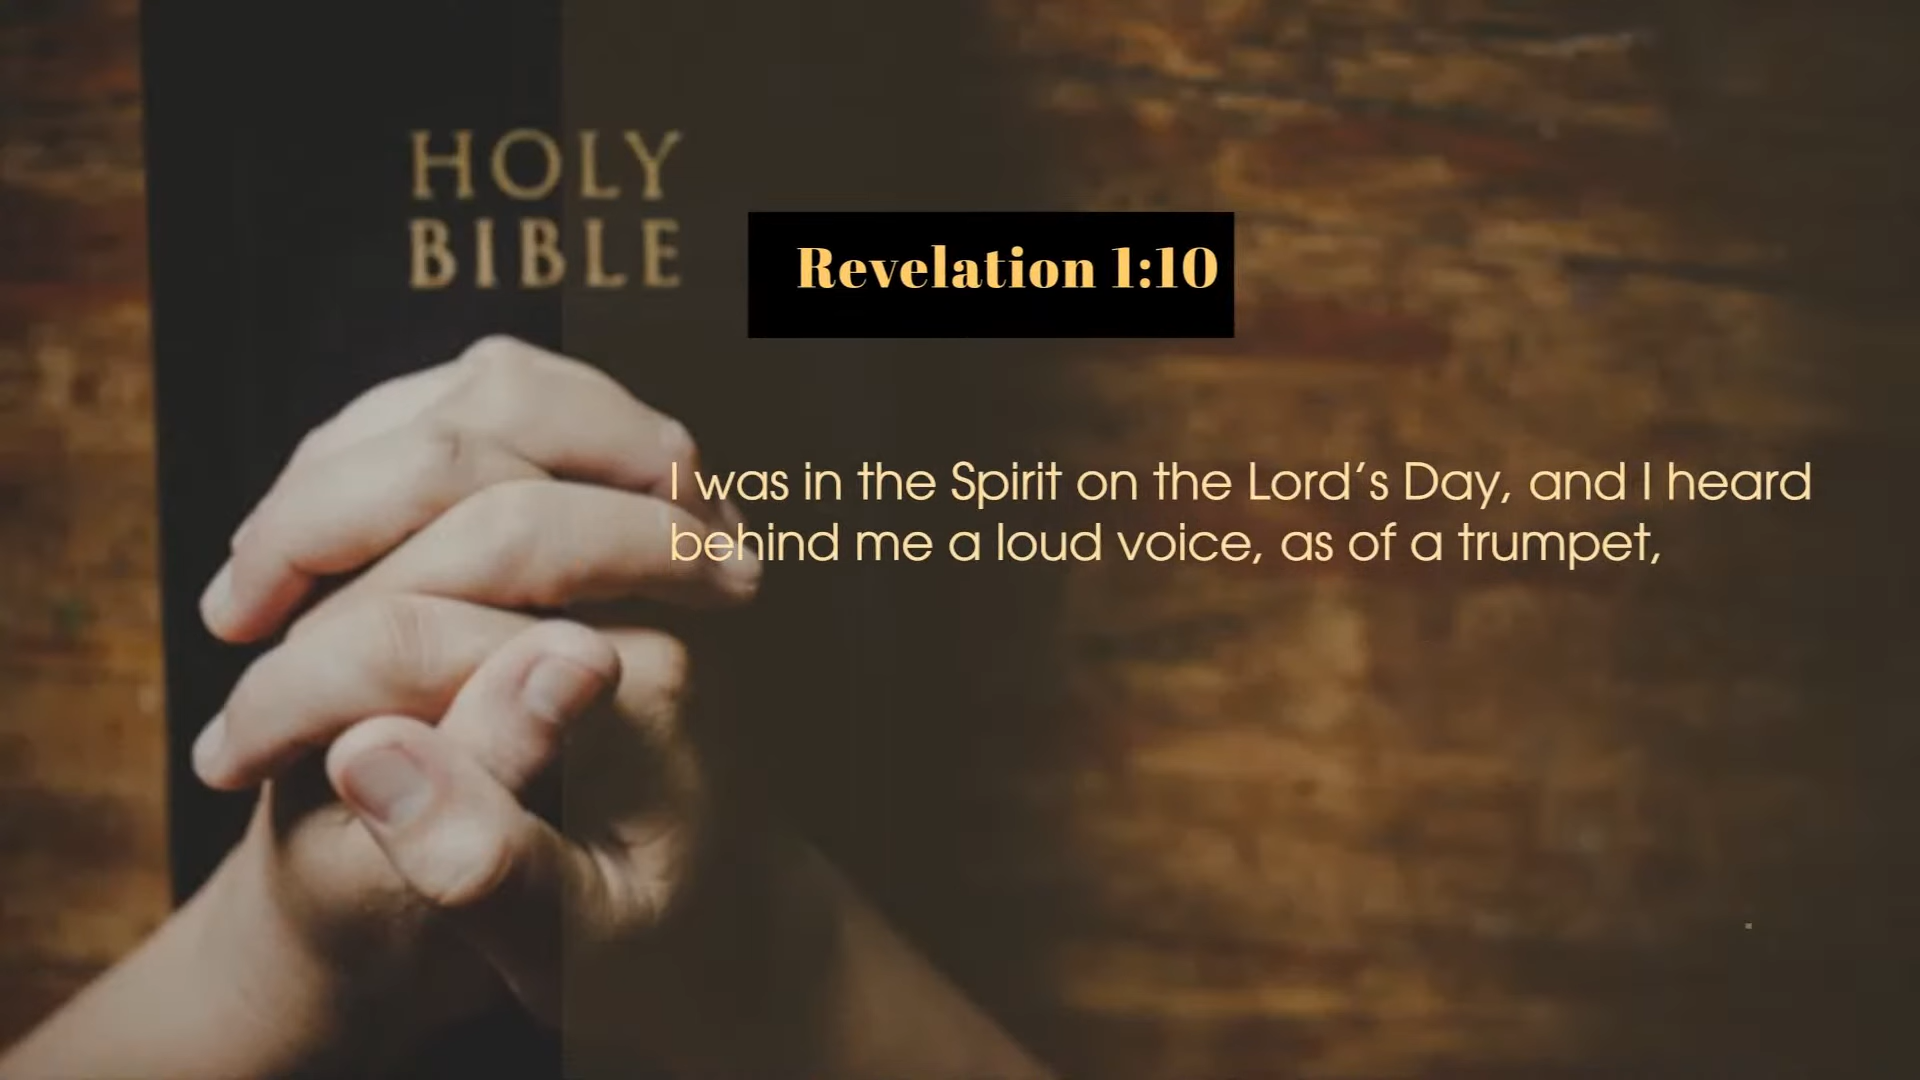 HOLY
BIBLE
Revelation 1:10
I was in the Spirit on the Lord’s Day, and I heard
behind me a loud voice, as of a trumpet,